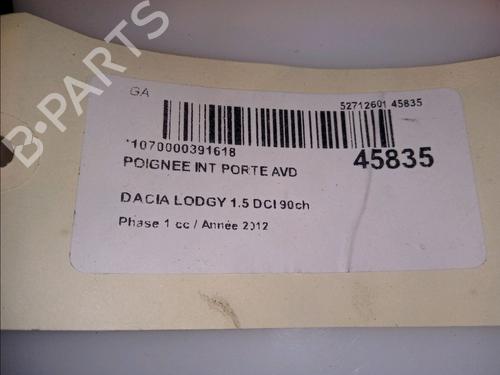 B-PARTS
GA
52712601 45835
*1070000391618
45835
POIGNEE INT PORTE AVD
DACIA LODGY 1.5 DCI 90ch
Phase 1 cc / Année 2012